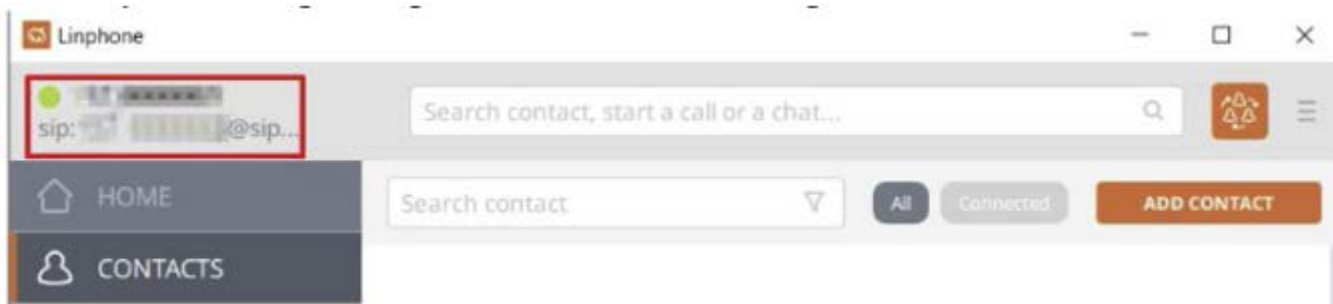 Linphone
sip: @sip...
Search contact, start a call or a chat...
HOME
Search contact
All
Connected
ADD CONTACT
CONTACTS